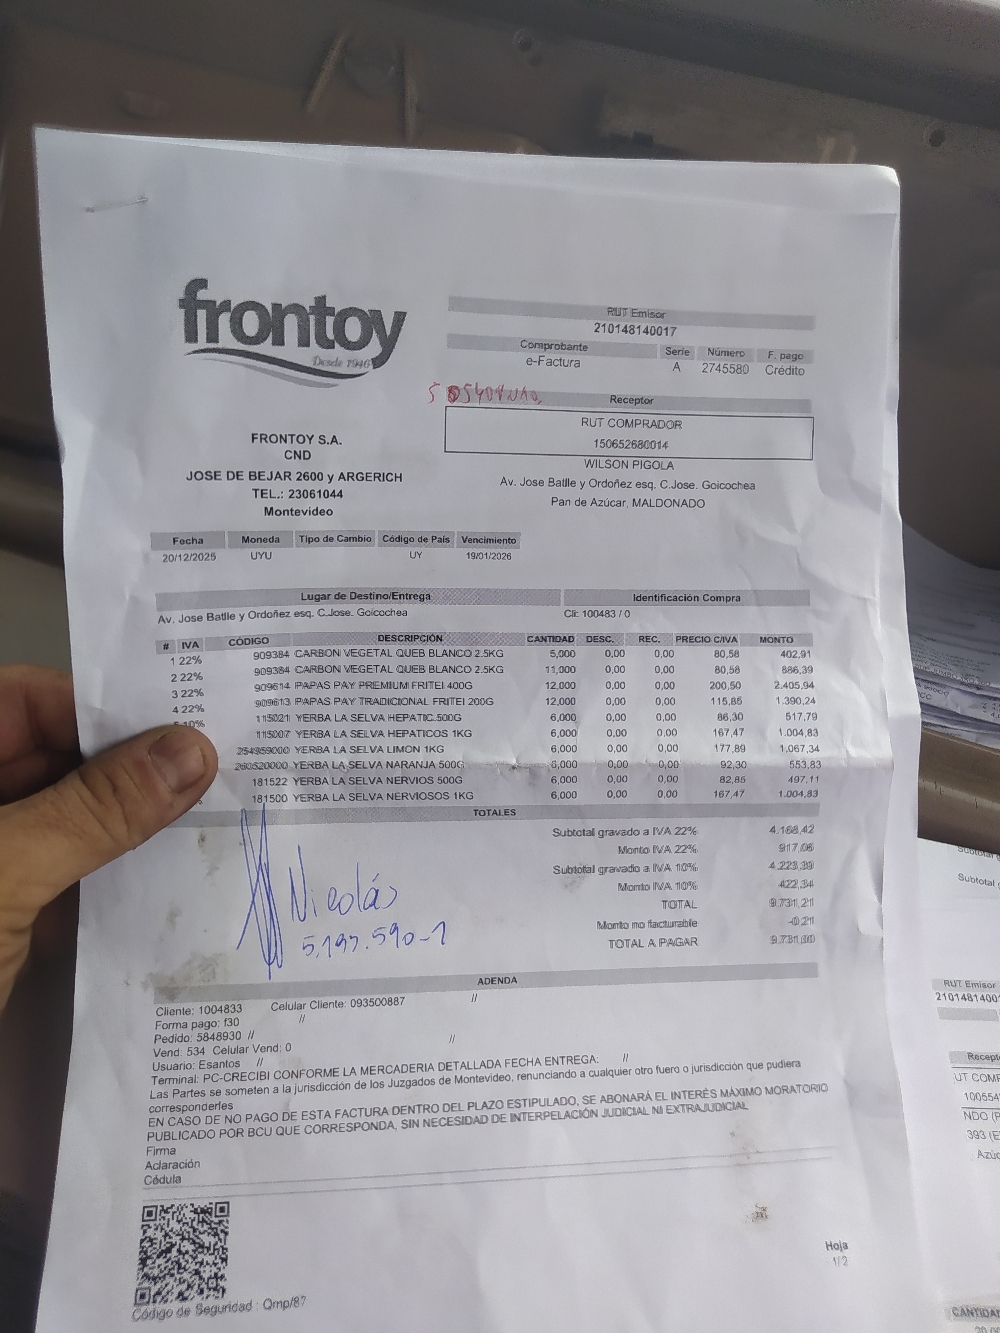 frontoy
Desde 1946
RUT Emisor
210148140017
Comprobante Serie Número F. pago
e-Factura A 2745580 Crédito
Receptor
RUT COMPRADOR
150652680014
WILSON PIGOLA
Av. Jose Batlle y Ordoñez esq. C.Jose. Goicochea
Pan de Azúcar, MALDONADO
FRONTOY S.A.
CND
JOSE DE BEJAR 2600 y ARGERICH
TEL.: 23061044
Montevideo
Fecha Moneda Tipo de Cambio Código de País Vencimiento
20/12/2025 UYU UY 19/01/2026
Lugar de Destino/Entrega Identificación Compra
Av. Jose Batlle y Ordoñez esq. C.Jose. Goicochea Cli: 100483 / 0
# IVA CÓDIGO DESCRIPCIÓN CANTIDAD DESC. REC. PRECIO C/IVA MONTO
1 22% 909384 CARBON VEGETAL QUEB BLANCO 2.5KG 5,000 0,00 0,00 80,58 402,91
2 22% 909384 CARBON VEGETAL QUEB BLANCO 2.5KG 11,000 0,00 0,00 80,58 886,39
3 22% 909614 PAPAS PAY PREMIUM FRITEI 400G 12,000 0,00 0,00 200,50 2.405,94
4 22% 909613 PAPAS PAY TRADICIONAL FRITEI 200G 12,000 0,00 0,00 115,85 1.390,24
10% 115021 YERBA LA SELVA HEPATIC.500G 6,000 0,00 0,00 86,30 517,79
115007 YERBA LA SELVA HEPATICOS 1KG 6,000 0,00 0,00 167,47 1.004,83
254959000 YERBA LA SELVA LIMON 1KG 6,000 0,00 0,00 177,89 1.067,34
YERBA LA SELVA NARANJA 500G 0,00 0,00 92,30 553,83
181522 YERBA LA SELVA NERVIOS 500G 6,000 0,00 0,00 82,85 497,11
181500 YERBA LA SELVA NERVIOSOS 1KG 6,000 0,00 0,00 167,47 1.004,83
TOTALES
Subtotal gravado a IVA 22% 4.168,42
Monto IVA 22% 917,05
Subtotal gravado a IVA 10% 4.223,39
Monto IVA 10% 422,34
TOTAL 9.731,21
Monto no facturable -0,21
TOTAL A PAGAR 9.731,00
Nicolás
5.197.590-1
ADENDA
Cliente: 1004833 Celular Cliente: 093500887 //
Forma pago: f30 //
Pedido: 5848930 //
Vend: 534 Celular Vend: 0 //
Usuario: Esantos //
Terminal: PC-CRECIBI CONFORME LA MERCADERIA DETALLADA FECHA ENTREGA: //
Las Partes se someten a la jurisdicción de los Juzgados de Montevideo, renunciando a cualquier otro fuero o jurisdicción que pudiera
corresponderles
EN CASO DE NO PAGO DE ESTA FACTURA DENTRO DEL PLAZO ESTIPULADO, SE ABONARÁ EL INTERÉS MÁXIMO MORATORIO
PUBLICADO POR BCU QUE CORRESPONDA, SIN NECESIDAD DE INTERPELACIÓN JUDICIAL NI EXTRAJUDICIAL
Firma
Aclaración
Cédula
Código de Seguridad : Qmp/87
Hoja
1/2
Subtotal
RUT Emisor
2101481400
Recept
UT COMP
10055
NDO (
393 (E
Azúc
CANTIDA